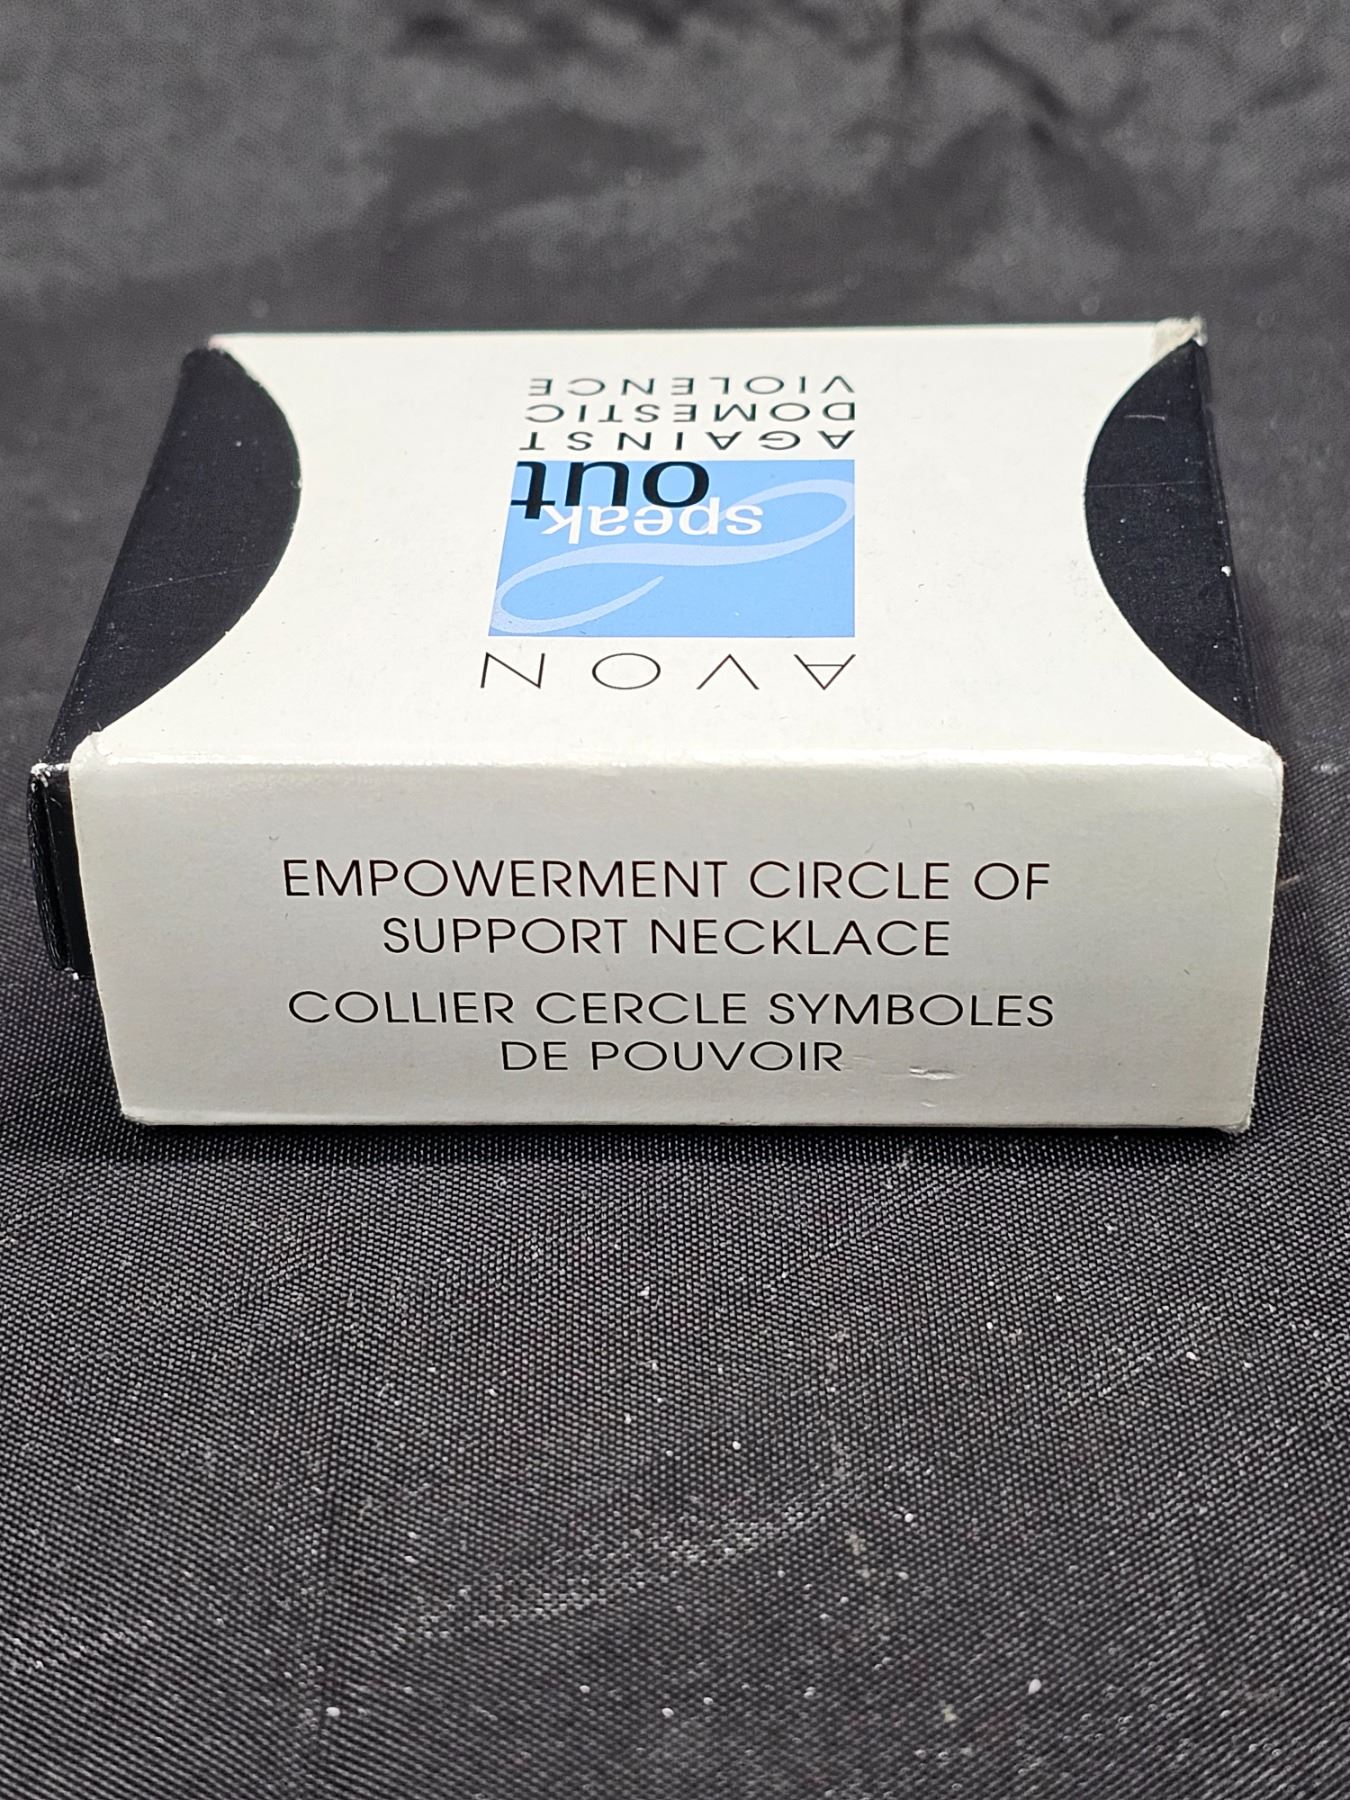 AVON
speak
out
AGAINST
DOMESTIC
VIOLENCE
EMPOWERMENT CIRCLE OF
SUPPORT NECKLACE
COLLIER CERCLE SYMBOLES
DE POUVOIR